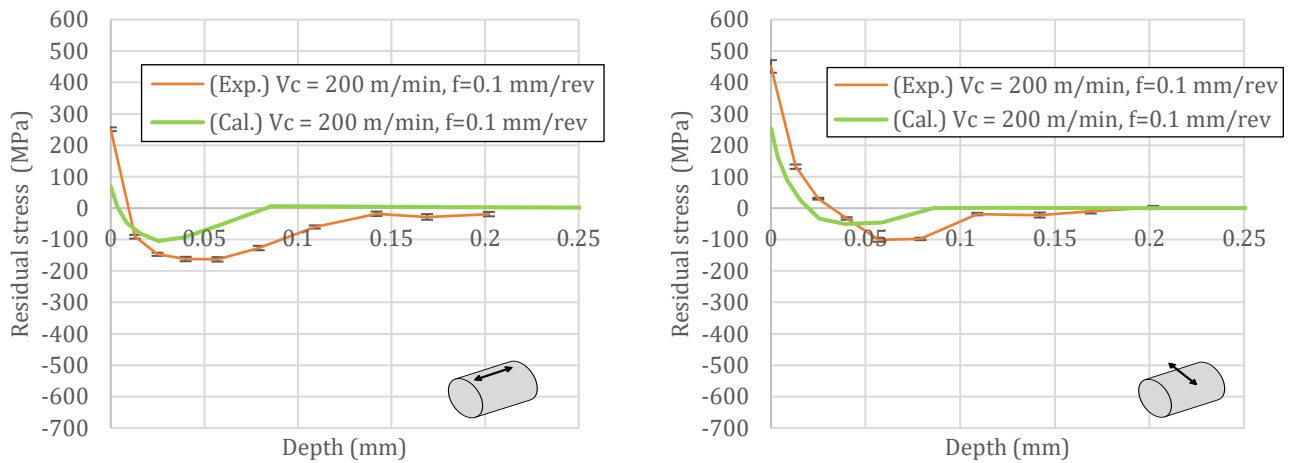 600
500
400
300
200
100
0
-100
-200
-300
-400
-500
-600
-700
Residual stress (MPa)
(Exp.) Vc = 200 m/min, f=0.1 mm/rev
(Cal.) Vc = 200 m/min, f=0.1 mm/rev
0 0.05 0.1 0.15 0.2 0.25
Depth (mm)
600
500
400
300
200
100
0
-100
-200
-300
-400
-500
-600
-700
Residual stress (MPa)
(Exp.) Vc = 200 m/min, f=0.1 mm/rev
(Cal.) Vc = 200 m/min, f=0.1 mm/rev
0 0.05 0.1 0.15 0.2 0.25
Depth (mm)